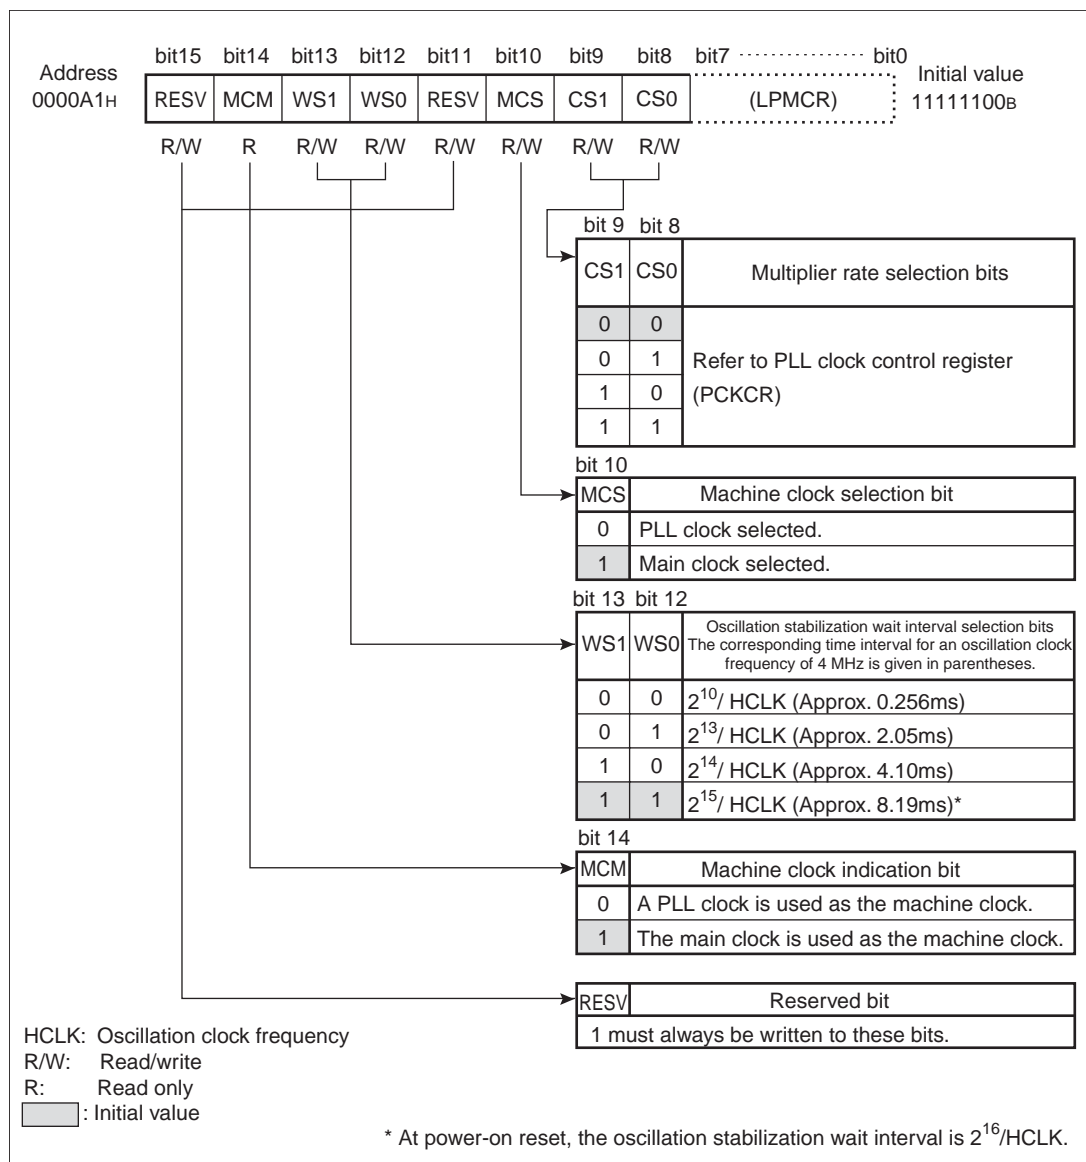 bit15 bit14 bit13 bit12 bit11 bit10 bit9 bit8 bit7 bit0
Address Initial value
0000A1H RESV MCM WS1 WS0 RESV MCS CS1 CS0 (LPMCR) 11111100B
R/W R R/W R/W R/W R/W R/W R/W
bit 9 bit 8
CS1 CS0 Multiplier rate selection bits
0 0
0 1 Refer to PLL clock control register
1 0 (PCKCR)
1 1
bit 10
MCS Machine clock selection bit
0 PLL clock selected.
1 Main clock selected.
bit 13 bit 12
WS1 WS0 Oscillation stabilization wait interval selection bits
The corresponding time interval for an oscillation clock
frequency of 4 MHz is given in parentheses.
0 0 2^10/ HCLK (Approx. 0.256ms)
0 1 2^13/ HCLK (Approx. 2.05ms)
1 0 2^14/ HCLK (Approx. 4.10ms)
1 1 2^15/ HCLK (Approx. 8.19ms)*
bit 14
MCM Machine clock indication bit
0 A PLL clock is used as the machine clock.
1 The main clock is used as the machine clock.
RESV Reserved bit
1 must always be written to these bits.
HCLK: Oscillation clock frequency
R/W: Read/write
R: Read only
: Initial value
* At power-on reset, the oscillation stabilization wait interval is 2^16/HCLK.